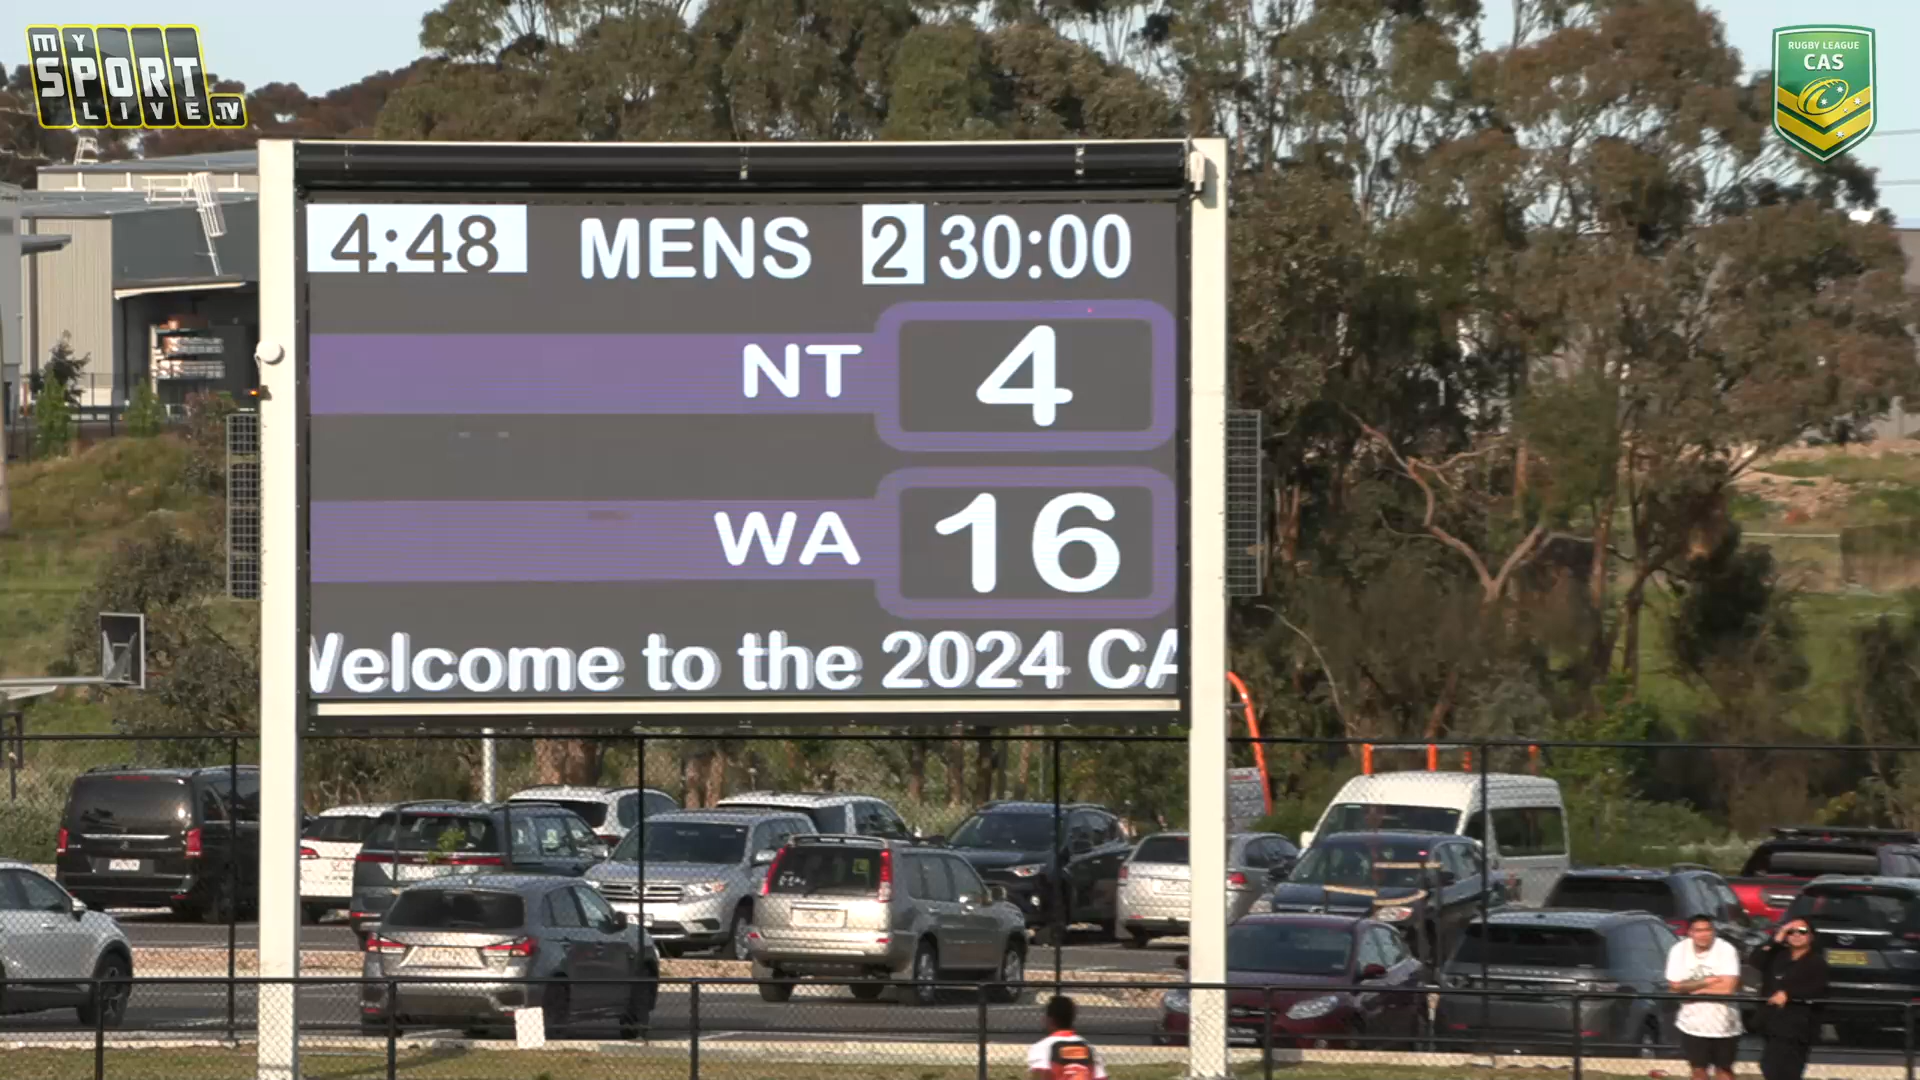 MY
SPORT
LIVE.TV
RUGBY LEAGUE
CAS
4:48 MENS 2 30:00
NT 4
WA 16
Welcome to the 2024 CA